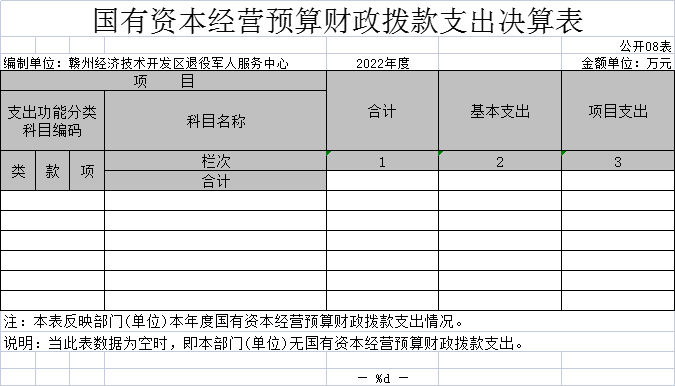 国有资本经营预算财政拨款支出决算表
公开08表
编制单位：赣州经济技术开发区退役军人服务中心 2022年度 金额单位：万元
项 目 合计 基本支出 项目支出
支出功能分类科目编码 科目名称
类 款 项 栏次 1 2 3
合计
注：本表反映部门(单位)本年度国有资本经营预算财政拨款支出情况。
说明：当此表数据为空时，即本部门(单位)无国有资本经营预算财政拨款支出。
— %d —